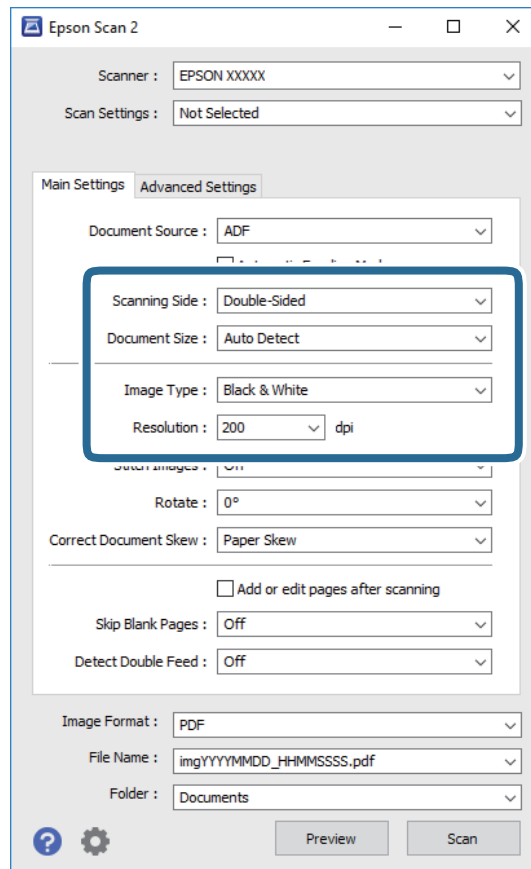 Epson Scan 2
Scanner : EPSON XXXXX
Scan Settings : Not Selected
Main Settings Advanced Settings
Document Source : ADF
Scanning Side : Double-Sided
Document Size : Auto Detect
Image Type : Black & White
Resolution : 200 dpi
Stitch Images : Off
Rotate : 0°
Correct Document Skew : Paper Skew
Add or edit pages after scanning
Skip Blank Pages : Off
Detect Double Feed : Off
Image Format : PDF
File Name : imgYYYYMMDD_HHMMSSSS.pdf
Folder : Documents
? Preview Scan